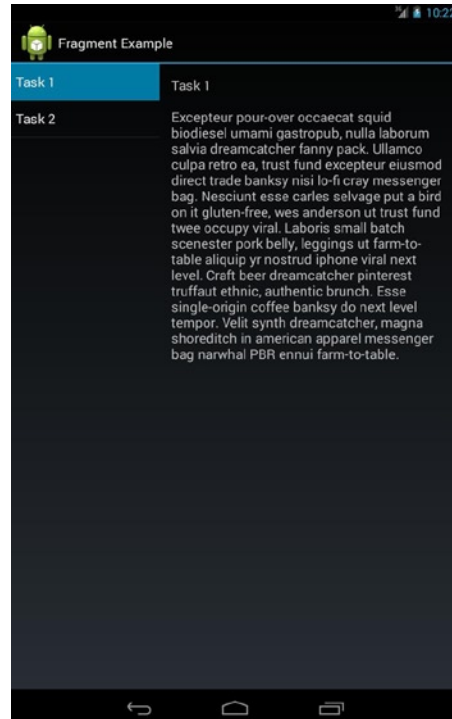 10:22
Fragment Example
Task 1
Task 2
Task 1
Excepteur pour-over occaecat squid
biodiesel umami gastropub, nulla laborum
salvia dreamcatcher fanny pack. Ullamco
culpa retro ea, trust fund excepteur eiusmod
direct trade banksy nisi lo-fi cray messenger
bag. Nesciunt esse carles selvage put a bird
on it gluten-free, wes anderson ut trust fund
twee occupy viral. Laboris small batch
scenester pork belly, leggings ut farm-to-
table aliquip yr nostrud iphone viral next
level. Craft beer dreamcatcher pinterest
truffaut ethnic, authentic brunch. Esse
single-origin coffee banksy do next level
tempor. Velit synth dreamcatcher, magna
shoreditch in american apparel messenger
bag narwhal PBR ennui farm-to-table.